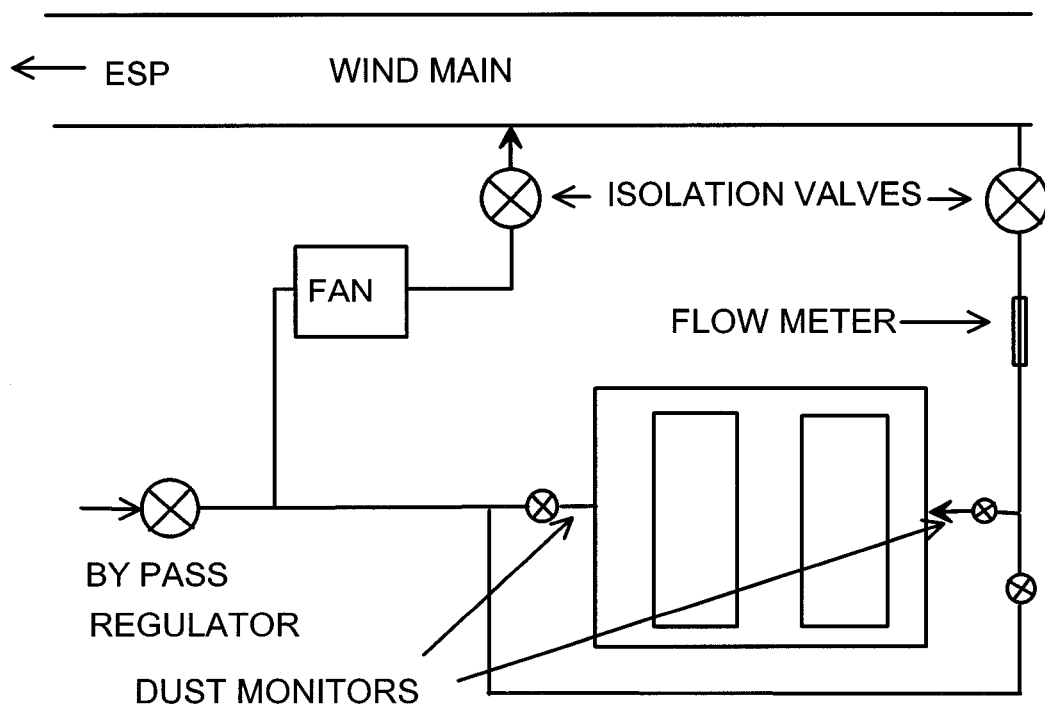 ESP WIND MAIN
ISOLATION VALVES
FAN
FLOW METER
BY PASS
REGULATOR
DUST MONITORS